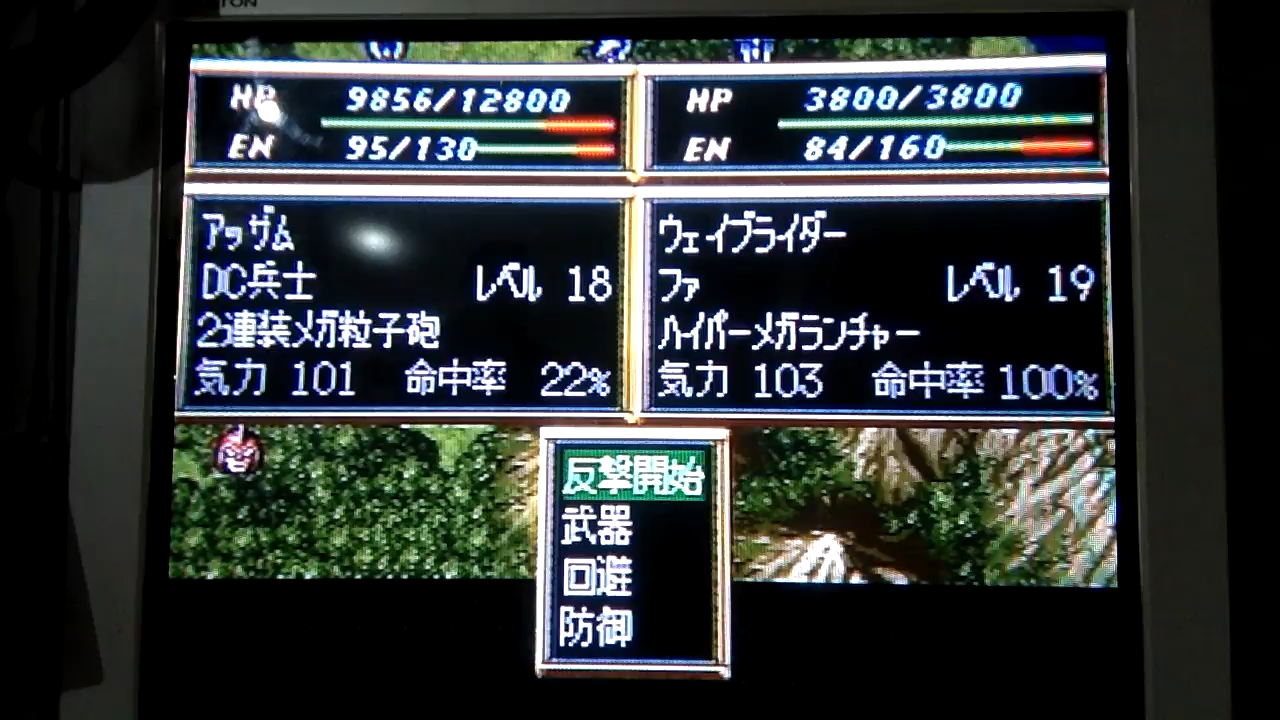 HP 9856/12800
EN 95/130
アッザム
DC兵士 レベル 18
2連装メガ粒子砲
気力 101 命中率 22%
HP 3800/3800
EN 84/160
ウェイブライダー
ファ レベル 19
ハイパーメガランチャー
気力 103 命中率 100%
反撃開始
武器
回避
防御